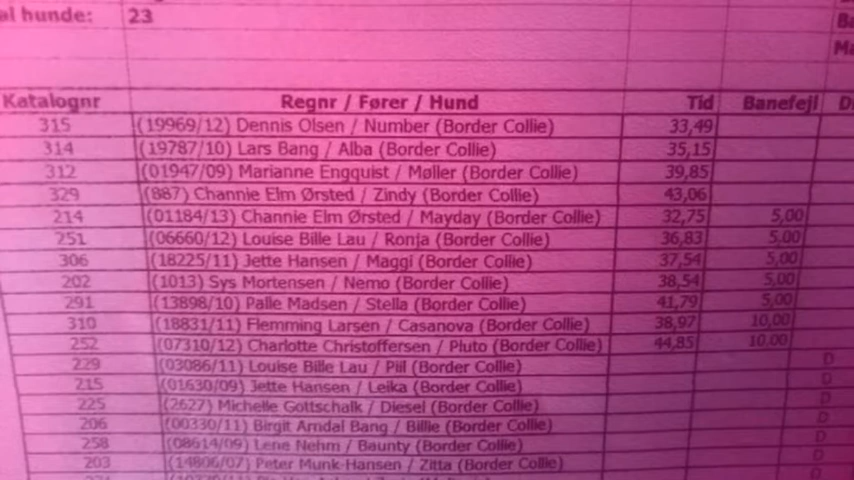 al hunde: 23
Ba
Ma
Katalognr Regnr / Fører / Hund Tid Banefejl D
315 (19969/12) Dennis Olsen / Number (Border Collie) 33,49
314 (19787/10) Lars Bang / Alba (Border Collie) 35,15
312 (01947/09) Marianne Engquist / Møller (Border Collie) 39,85
329 (887) Channie Elm Ørsted / Zindy (Border Collie) 43,06
214 (01184/13) Channie Elm Ørsted / Mayday (Border Collie) 32,75 5,00
251 (06660/12) Louise Bille Lau / Ronja (Border Collie) 36,83 5,00
306 (18225/11) Jette Hansen / Maggi (Border Collie) 37,54 5,00
202 (1013) Sys Mortensen / Nemo (Border Collie) 38,54 5,00
291 (13898/10) Palle Madsen / Stella (Border Collie) 41,79 5,00
310 (18831/11) Flemming Larsen / Casanova (Border Collie) 38,97 10,00
252 (07310/12) Charlotte Christoffersen / Pluto (Border Collie) 44,85 10,00
229 (03086/11) Louise Bille Lau / Piil (Border Collie) D
215 (01630/09) Jette Hansen / Leika (Border Collie) D
225 (2627) Michelle Gottschalk / Diesel (Border Collie) D
206 (00330/11) Birgit Arndal Bang / Billie (Border Collie) D
258 (08614/09) Lene Nehm / Baunty (Border Collie) D
203 (14806/07) Peter Munk-Hansen / Zitta (Border Collie) D